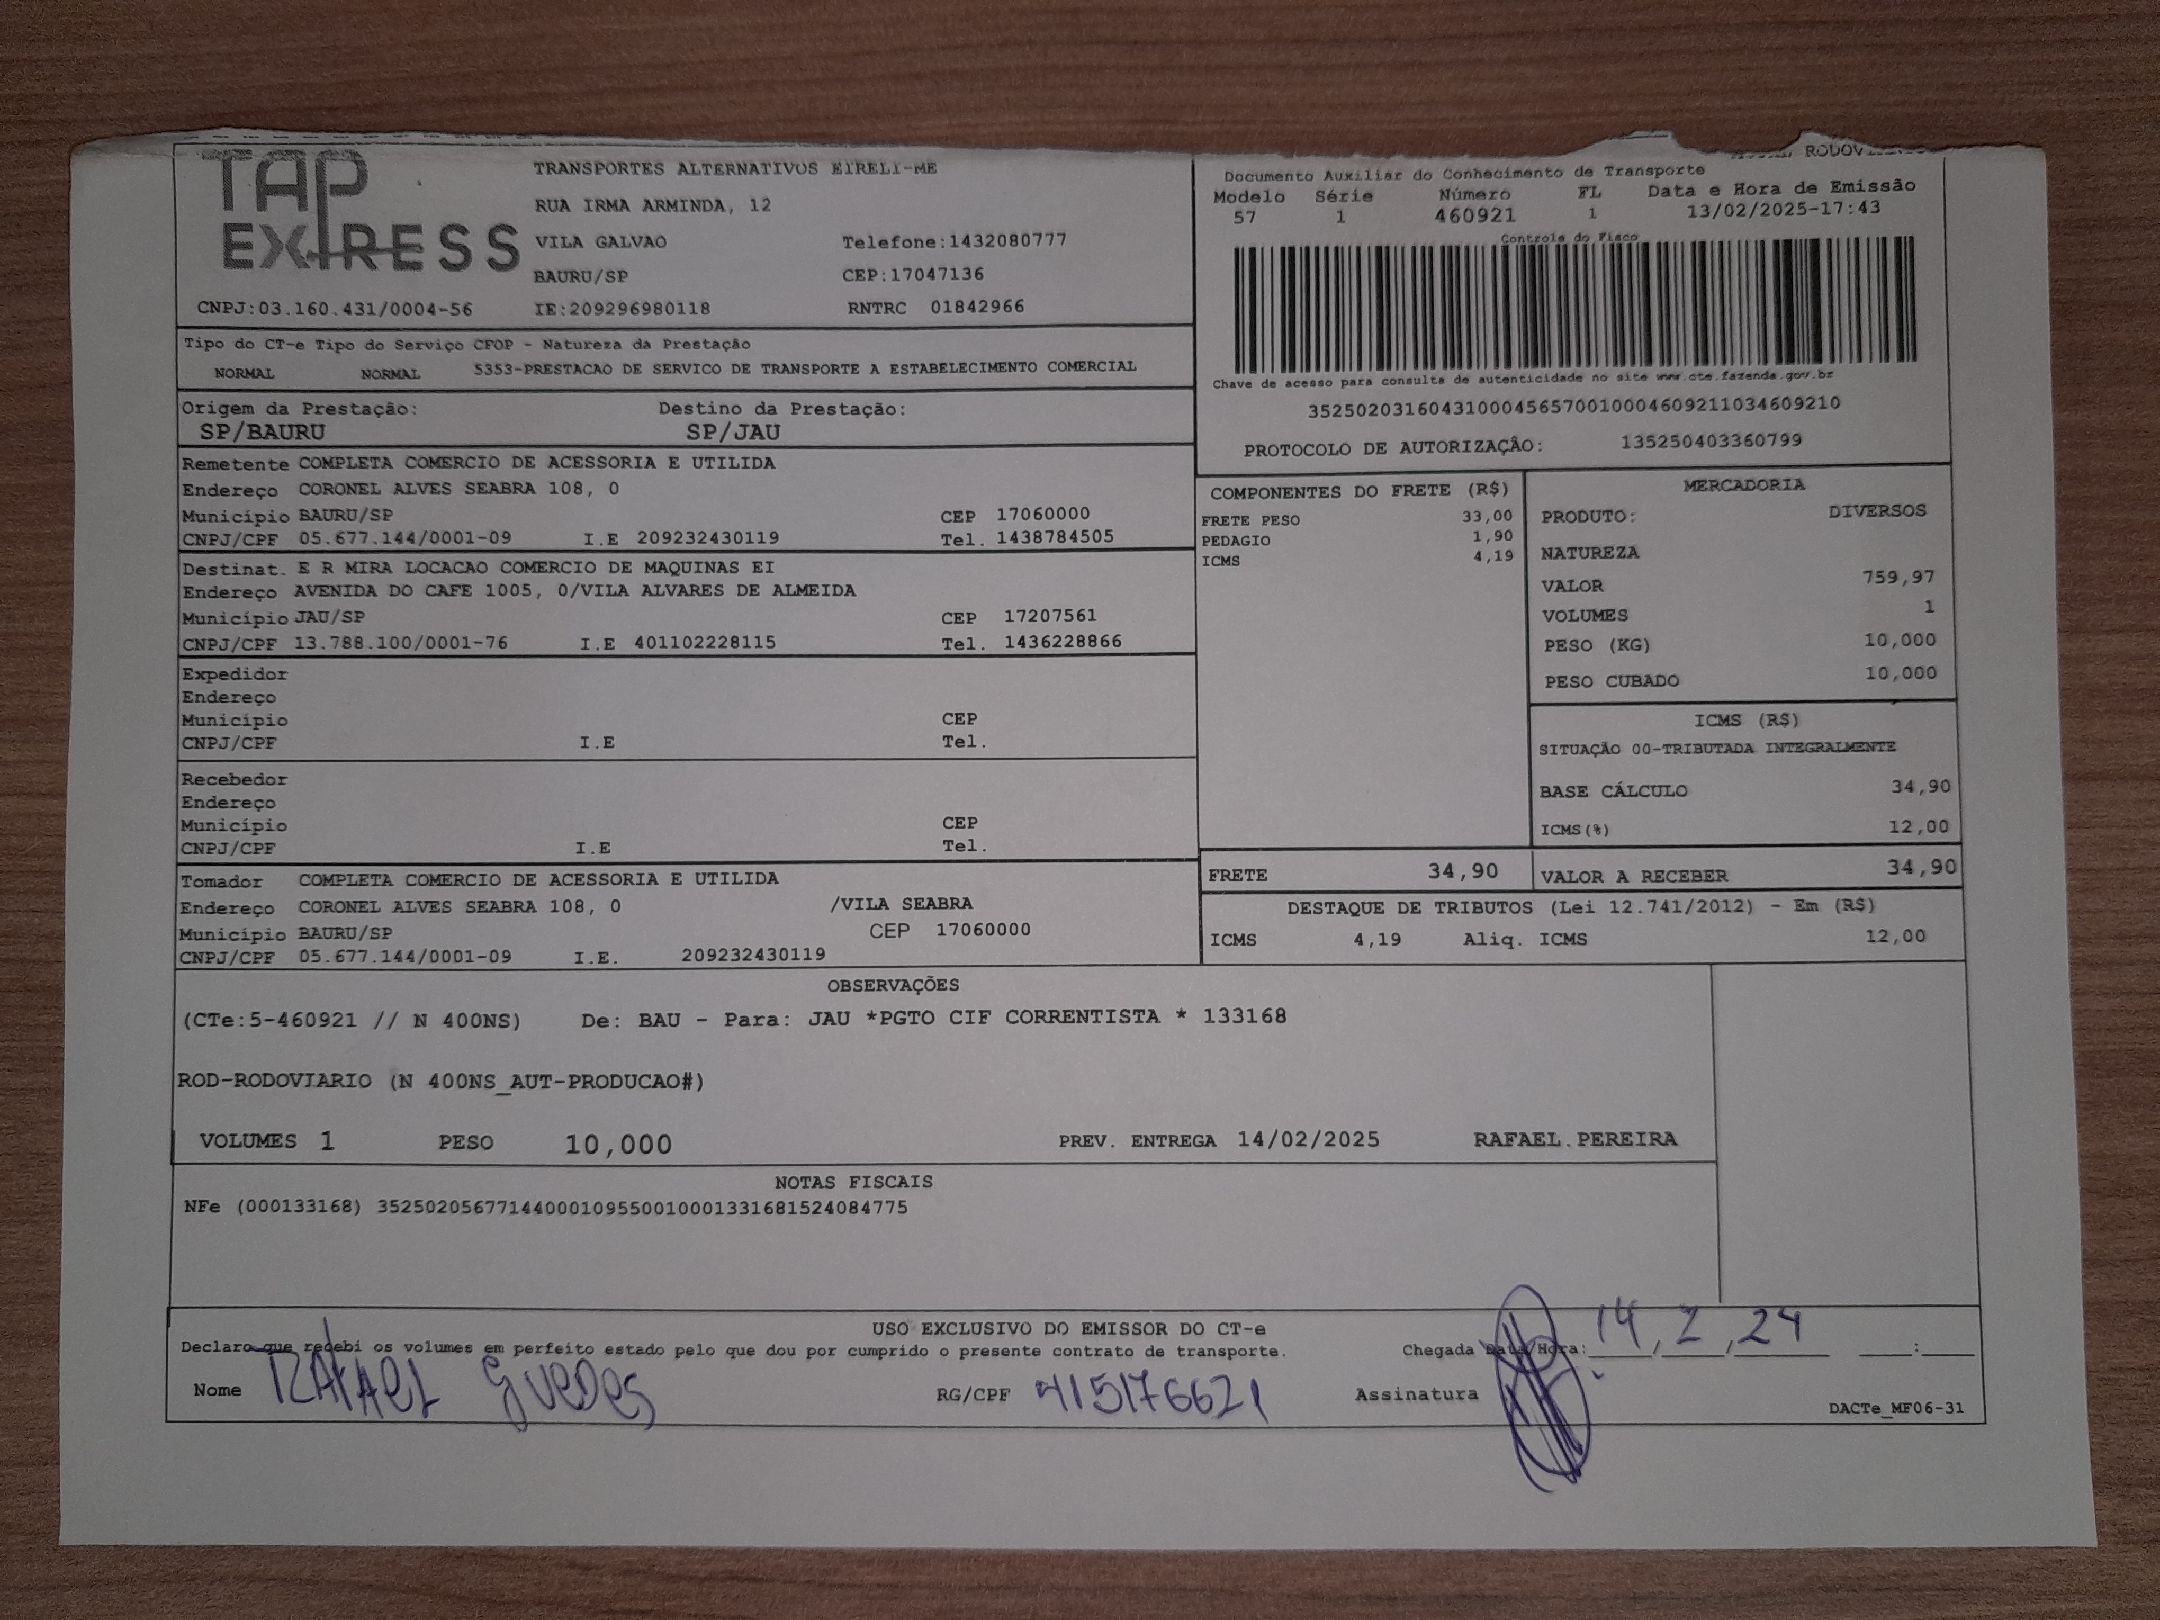 TAP EXPRESS
TRANSPORTES ALTERNATIVOS EIRELI-ME
RUA IRMA ARMINDA, 12
VILA GALVAO Telefone:1432080777
BAURU/SP CEP:17047136
CNPJ:03.160.431/0004-56 IE:209296980118 RNTRC 01842966
Documento Auxiliar do Conhecimento de Transporte
Modelo Série Número FL Data e Hora de Emissão
57 1 460921 1 13/02/2025-17:43
Controle do Fisco
Chave de acesso para consulta de autenticidade no site www.cte.fazenda.gov.br
35250203160431000456570010004609211034609210
PROTOCOLO DE AUTORIZAÇÂO: 135250403360799
Tipo do CT-e Tipo do Serviço CFOP - Natureza da Prestação
NORMAL NORMAL 5353-PRESTACAO DE SERVICO DE TRANSPORTE A ESTABELECIMENTO COMERCIAL
Origem da Prestação: Destino da Prestação:
SP/BAURU SP/JAU
Remetente COMPLETA COMERCIO DE ACESSORIA E UTILIDA
Endereço CORONEL ALVES SEABRA 108, 0
Município BAURU/SP CEP 17060000
CNPJ/CPF 05.677.144/0001-09 I.E 209232430119 Tel. 1438784505
Destinat. E R MIRA LOCACAO COMERCIO DE MAQUINAS EI
Endereço AVENIDA DO CAFE 1005, 0/VILA ALVARES DE ALMEIDA
Município JAU/SP CEP 17207561
CNPJ/CPF 13.788.100/0001-76 I.E 401102228115 Tel. 1436228866
Expedidor
Endereço
Município CEP
CNPJ/CPF I.E Tel.
Recebedor
Endereço
Município CEP
CNPJ/CPF I.E Tel.
Tomador COMPLETA COMERCIO DE ACESSORIA E UTILIDA
Endereço CORONEL ALVES SEABRA 108, 0 /VILA SEABRA
Município BAURU/SP CEP 17060000
CNPJ/CPF 05.677.144/0001-09 I.E. 209232430119
COMPONENTES DO FRETE (R$)
FRETE PESO 33,00
PEDAGIO 1,90
ICMS 4,19
MERCADORIA
PRODUTO: DIVERSOS
NATUREZA
VALOR 759,97
VOLUMES 1
PESO (KG) 10,000
PESO CUBADO 10,000
ICMS (R$)
SITUAÇÃO 00-TRIBUTADA INTEGRALMENTE
BASE CÁLCULO 34,90
ICMS(%) 12,00
FRETE 34,90 VALOR A RECEBER 34,90
DESTAQUE DE TRIBUTOS (Lei 12.741/2012) - Em (R$)
ICMS 4,19 Aliq. ICMS 12,00
OBSERVAÇÕES
(CTe:5-460921 // N 400NS) De: BAU - Para: JAU *PGTO CIF CORRENTISTA * 133168
ROD-RODOVIARIO (N 400NS_AUT-PRODUCAO#)
VOLUMES 1 PESO 10,000 PREV. ENTREGA 14/02/2025 RAFAEL.PEREIRA
NOTAS FISCAIS
NFe (000133168) 35250205677144000109550010001331681524084775
USO EXCLUSIVO DO EMISSOR DO CT-e
Declaro que recebi os volumes em perfeito estado pelo que dou por cumprido o presente contrato de transporte. Chegada Data/Hora: 14/2/24 :
Nome RAFAEL GUEDES RG/CPF 415176621 Assinatura
DACTe_MF06-31